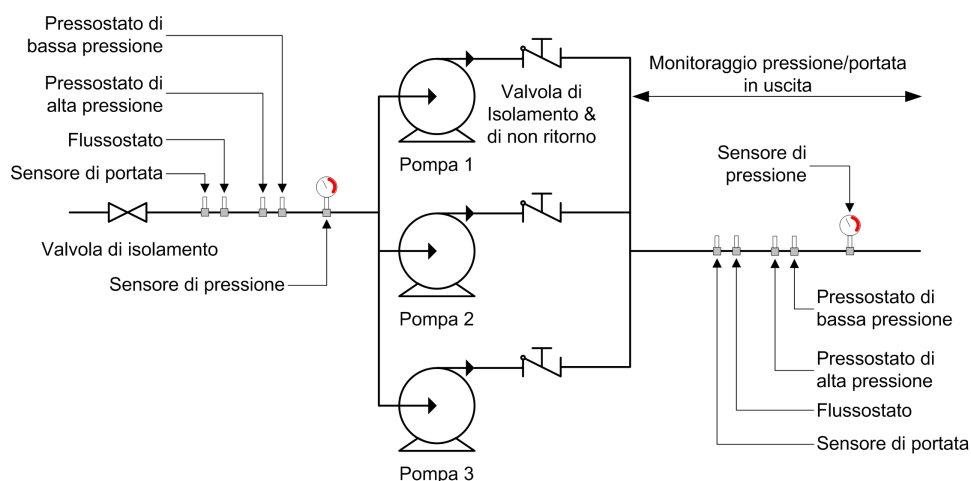 Pressostato di
bassa pressione
Pressostato di
alta pressione
Flussostato
Sensore di portata
Valvola di isolamento
Sensore di pressione
Pompa 1
Valvola di
Isolamento &
di non ritorno
Pompa 2
Pompa 3
Monitoraggio pressione/portata
in uscita
Sensore di
pressione
Pressostato di
bassa pressione
Pressostato di
alta pressione
Flussostato
Sensore di portata